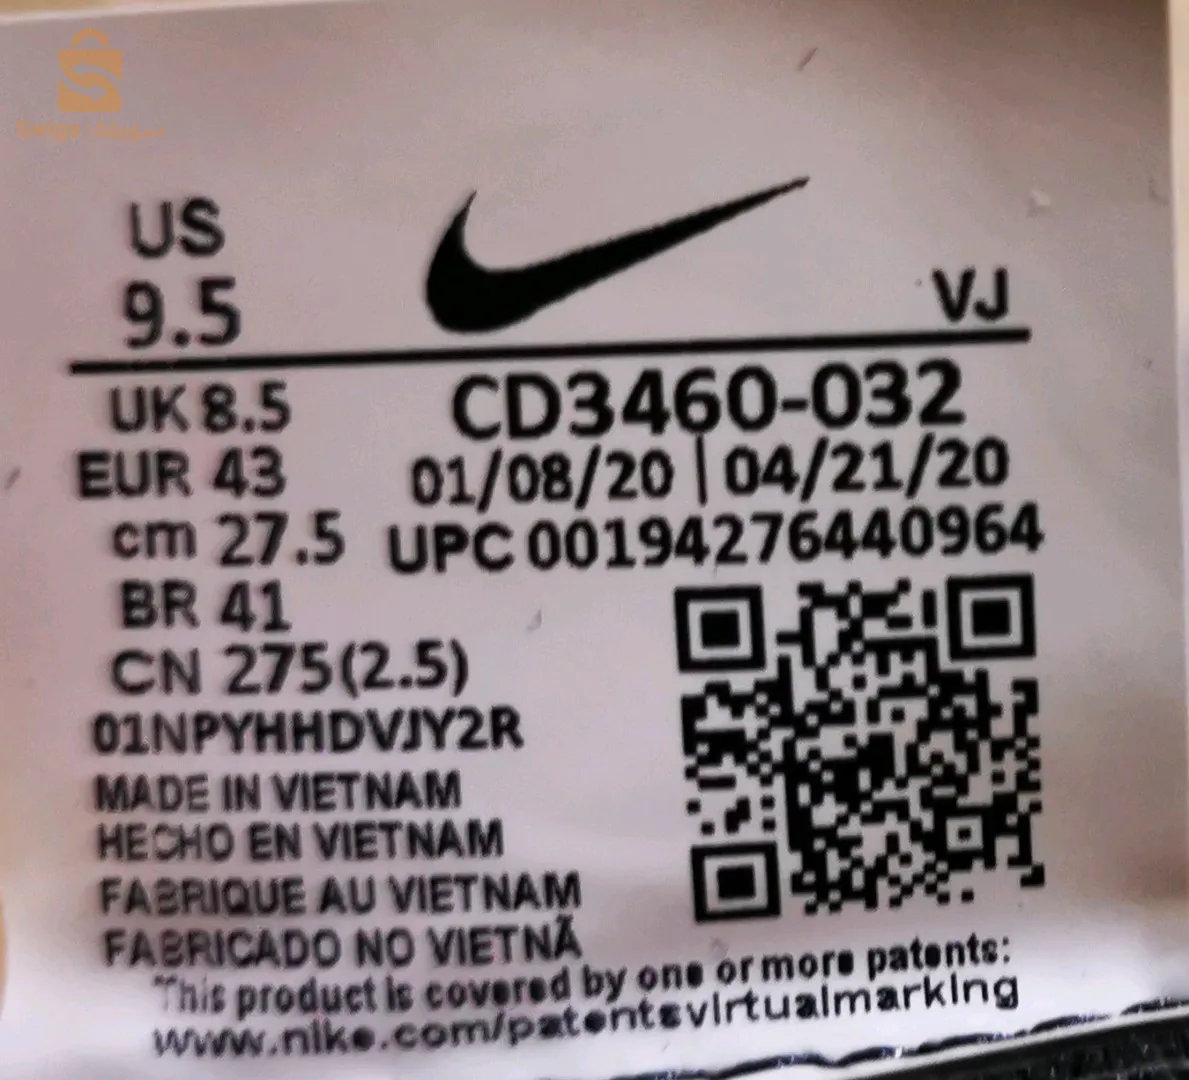 US
9.5
VJ
UK 8.5
CD3460-032
EUR 43
01/08/20 | 04/21/20
cm 27.5
UPC 00194276440964
BR 41
CN 275(2.5)
01NPYHHDVJY2R
MADE IN VIETNAM
HECHO EN VIETNAM
FABRIQUE AU VIETNAM
FABRICADO NO VIETNÃ
This product is covered by one or more patents:
www.nike.com/patentsvirtualmarking